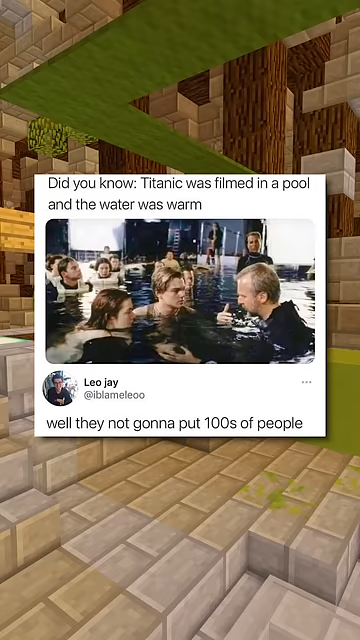 Did you know: Titanic was filmed in a pool
and the water was warm
Leo jay
@iblameleoo
well they not gonna put 100s of people